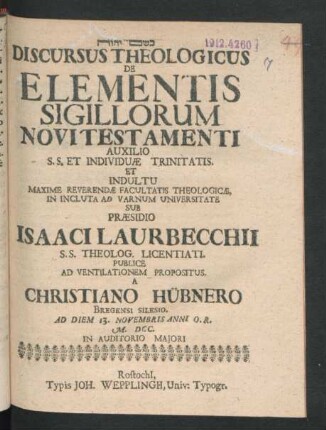 בשם יהוה
1912.4260
DISCURSUS THEOLOGICUS
DE
ELEMENTIS
SIGILLORUM
NOVI TESTAMENTI
AUXILIO
S.S. ET INDIVIDUÆ TRINITATIS.
ET
INDULTU
MAXIME REVERENDÆ FACULTATIS THEOLOGICÆ,
IN INCLUTA AD VARNUM UNIVERSITATE
SUB
PRÆSIDIO
ISAACI LAURBECCHII
S.S. THEOLOG. LICENTIATI.
PUBLICE
AD VENTILATIONEM PROPOSITUS.
A
CHRISTIANO HÜBNERO
BREGENSI SILESIO.
AD DIEM 13. NOVEMBRIS ANNI O.R.
M. DCC.
IN AUDITORIO MAJORI
RostochI,
Typis JOH. WEPPLINGI, Univ: Typogr.